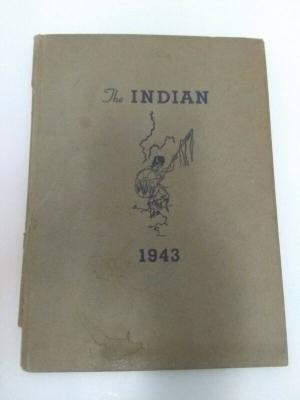 The INDIAN
1943